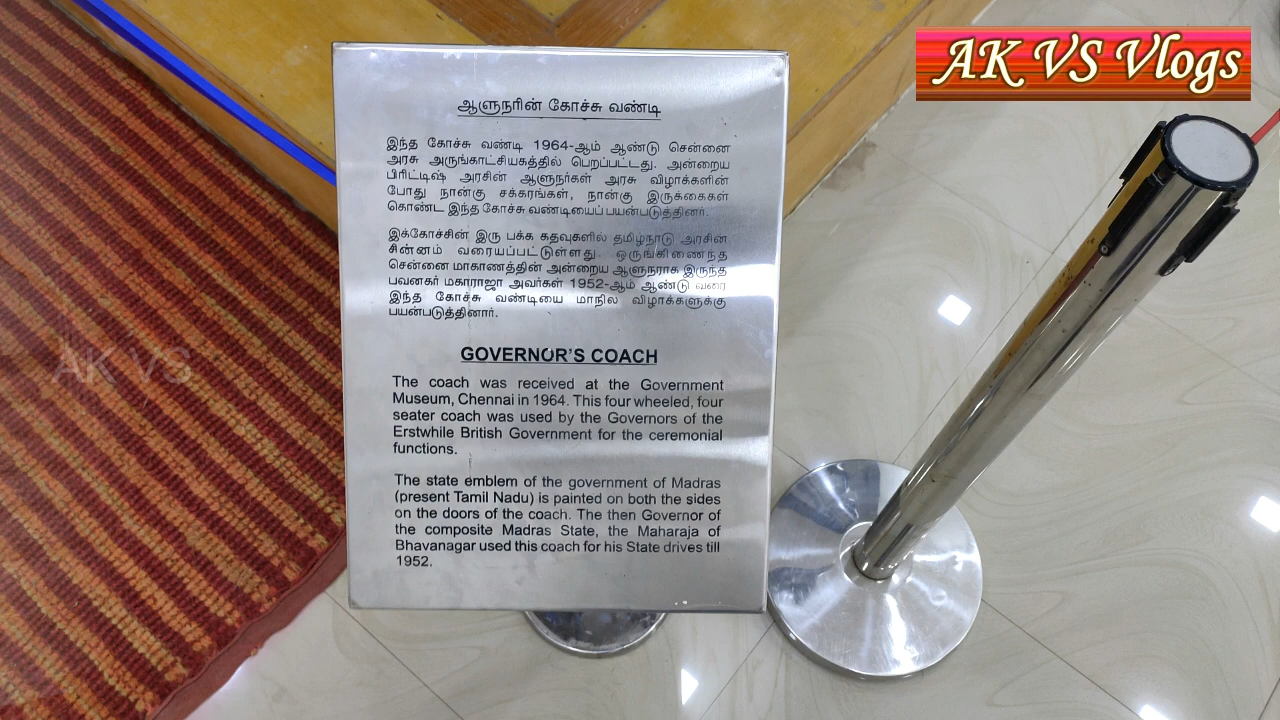 AK VS Vlogs
ஆளுநரின் கோச்சு வண்டி
இந்த கோச்சு வண்டி 1964-ஆம் ஆண்டு சென்னை
அரசு அருங்காட்சியகத்தில் பெறப்பட்டது. அன்றைய
பிரிட்டிஷ் அரசின் ஆளுநர்கள் அரசு விழாக்களின்
போது நான்கு சக்கரங்கள், நான்கு இருக்கைகள்
கொண்ட இந்த கோச்சு வண்டியைப் பயன்படுத்தினர்.
இக்கோச்சின் இரு பக்க கதவுகளில் தமிழ்நாடு அரசின்
சின்னம் வரையப்பட்டுள்ளது. ஒருங்கிணைந்த
சென்னை மாகாணத்தின் அன்றைய ஆளுநராக இருந்த
பவனகர் மகாராஜா அவர்கள் 1952-ஆம் ஆண்டு வரை
இந்த கோச்சு வண்டியை மாநில விழாக்களுக்கு
பயன்படுத்தினார்.
GOVERNOR'S COACH
The coach was received at the Government
Museum, Chennai in 1964. This four wheeled, four
seater coach was used by the Governors of the
Erstwhile British Government for the ceremonial
functions.
The state emblem of the government of Madras
(present Tamil Nadu) is painted on both the sides
on the doors of the coach. The then Governor of
the composite Madras State, the Maharaja of
Bhavanagar used this coach for his State drives till
1952.
AK VS